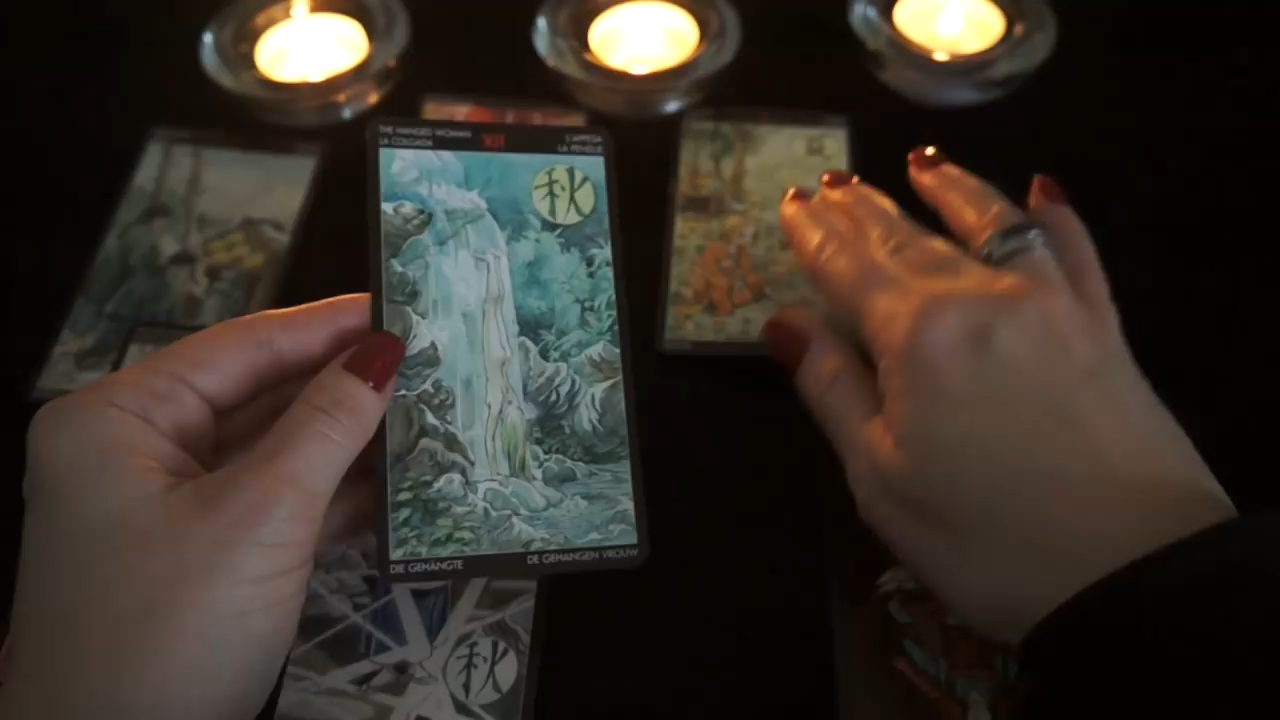 THE HANGED WOMAN
LA COLGADA
XII
L'APPESA
LA PENDUE
秋
DIE GEHÄNGTE
DE GEHANGEN VROUW
秋